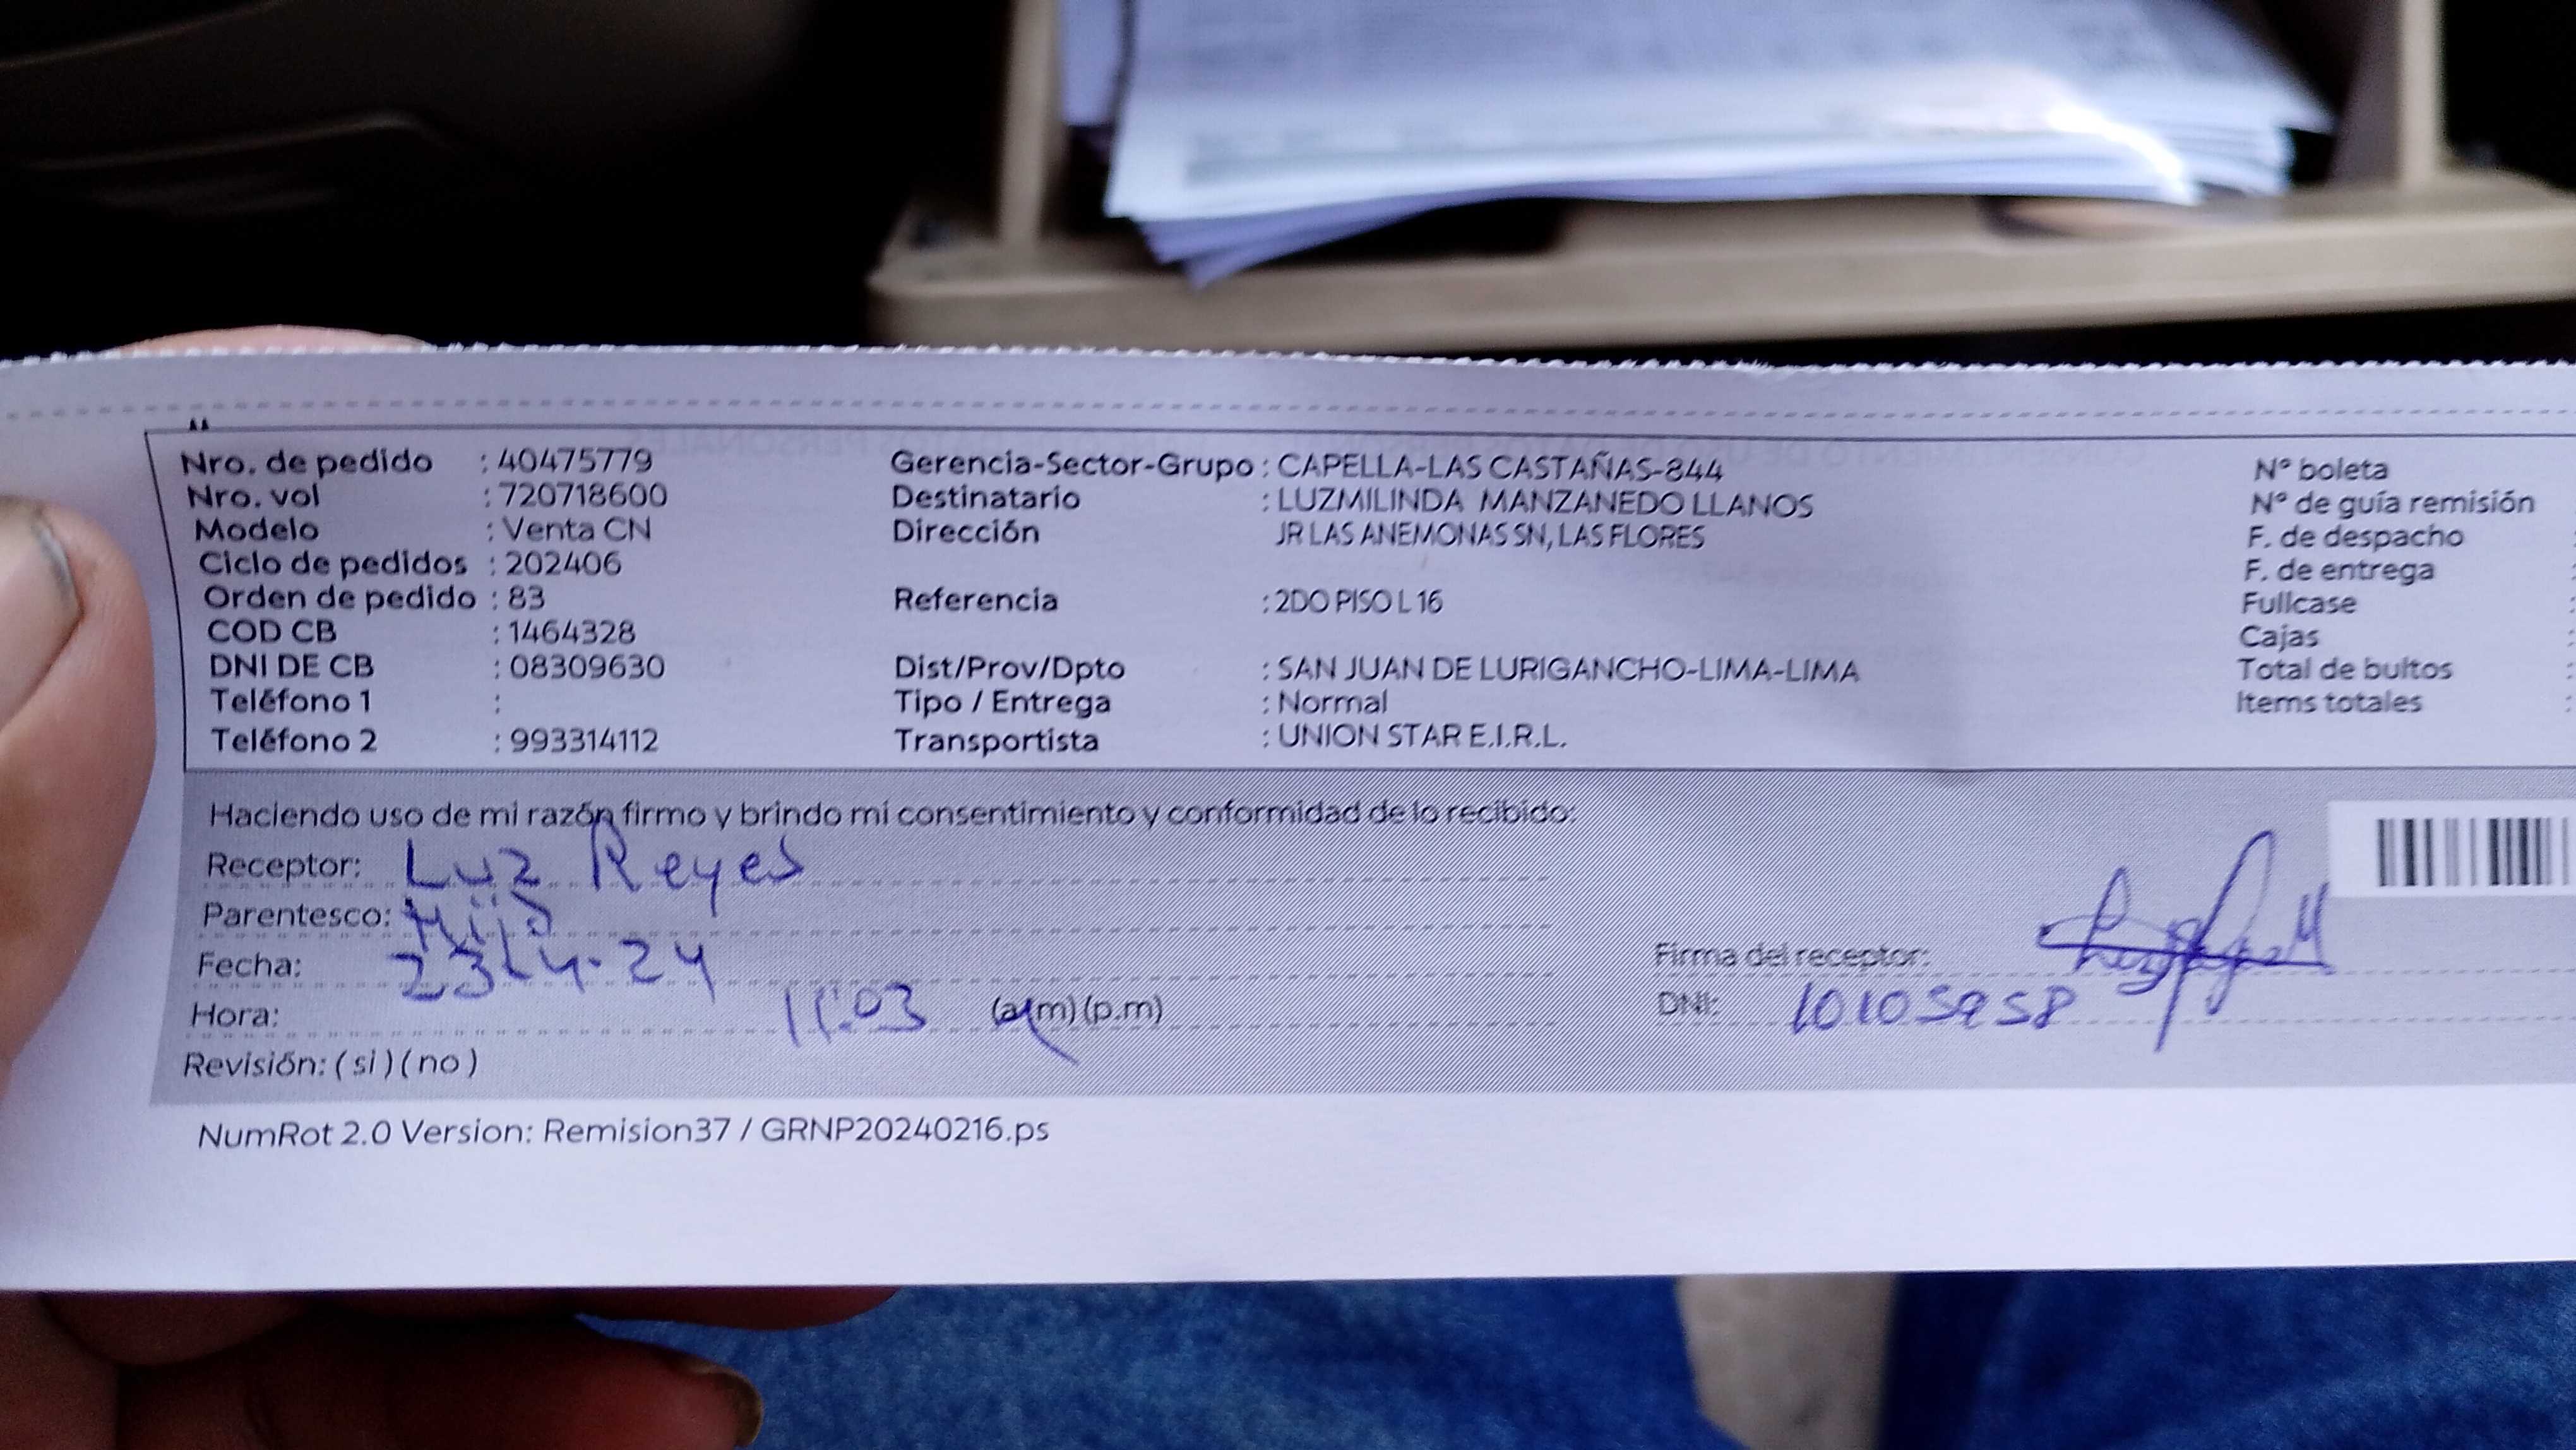 Nro. de pedido : 40475779 Gerencia-Sector-Grupo : CAPELLA-LAS CASTAÑAS-844 N° boleta
Nro. vol : 720718600 Destinatario : LUZMILINDA MANZANEDO LLANOS N° de guía remisión
Modelo : Venta CN Dirección JR LAS ANEMONAS SN, LAS FLORES F. de despacho
Ciclo de pedidos : 202406 F. de entrega
Orden de pedido : 83 Referencia : 2DO PISO L 16 Fullcase
COD CB : 1464328 Cajas
DNI DE CB : 08309630 Dist/Prov/Dpto : SAN JUAN DE LURIGANCHO-LIMA-LIMA Total de bultos
Teléfono 1 : Tipo / Entrega : Normal Items totales
Teléfono 2 : 993314112 Transportista : UNION STAR E.I.R.L.
Haciendo uso de mi razón firmo y brindo mi consentimiento y conformidad de lo recibido:
Receptor: Luz Reyes
Parentesco:
Fecha: 23-4-24 Firma del receptor:
Hora: 11:03 (a.m) (p.m) DNI: 10105958
Revisión: ( si ) ( no )
NumRot 2.0 Version: Remision37 / GRNP20240216.ps